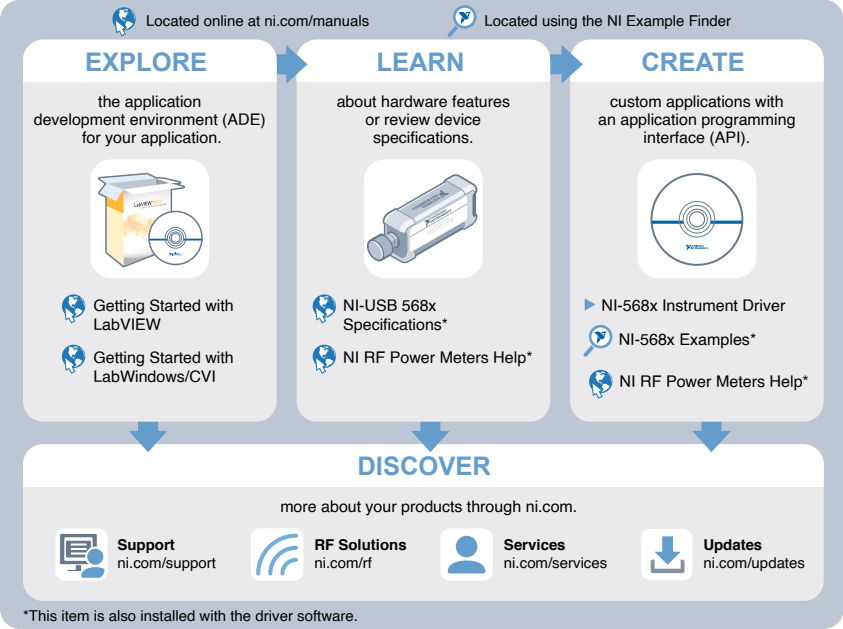 Located online at ni.com/manuals
Located using the NI Example Finder
EXPLORE
the application
development environment (ADE)
for your application.
LabVIEW
Getting Started with
LabVIEW
Getting Started with
LabWindows/CVI
LEARN
about hardware features
or review device
specifications.
NI-USB 568x
Specifications*
NI RF Power Meters Help*
CREATE
custom applications with
an application programming
interface (API).
NI-568x Instrument Driver
NI-568x Examples*
NI RF Power Meters Help*
DISCOVER
more about your products through ni.com.
Support
ni.com/support
RF Solutions
ni.com/rf
Services
ni.com/services
Updates
ni.com/updates
*This item is also installed with the driver software.